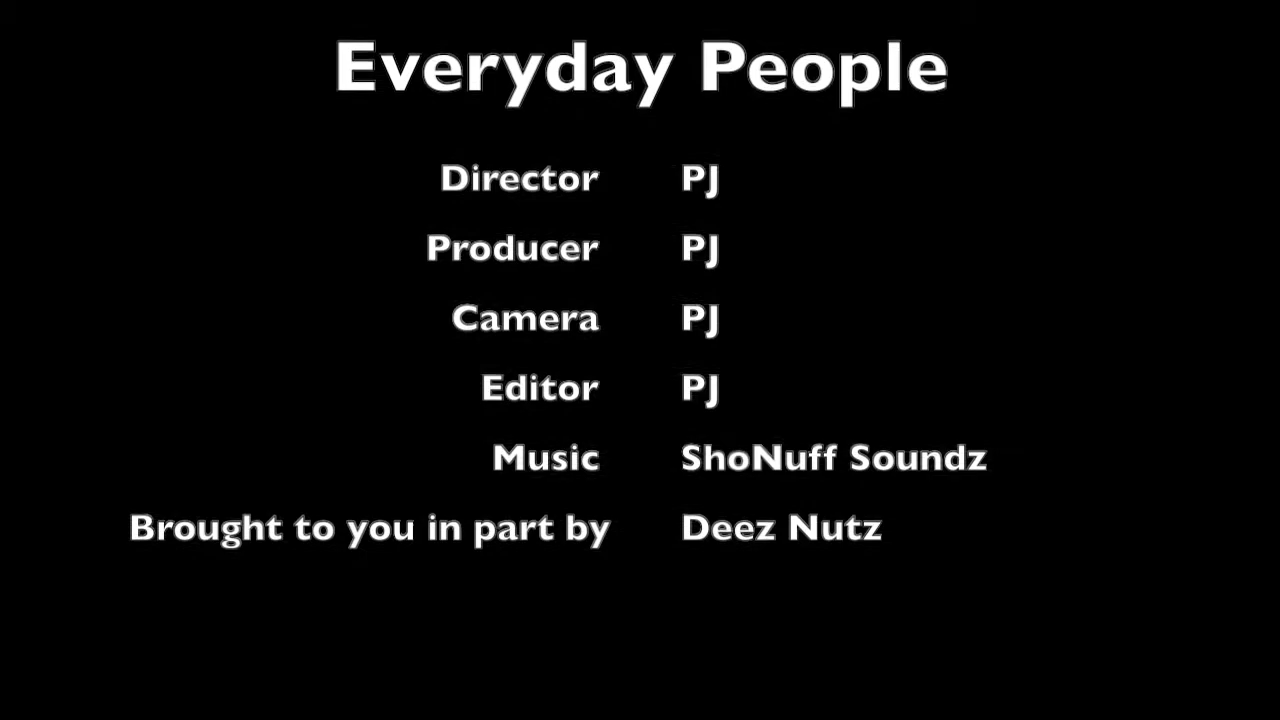 Everyday People
Director PJ
Producer PJ
Camera PJ
Editor PJ
Music ShoNuff Soundz
Brought to you in part by Deez Nutz